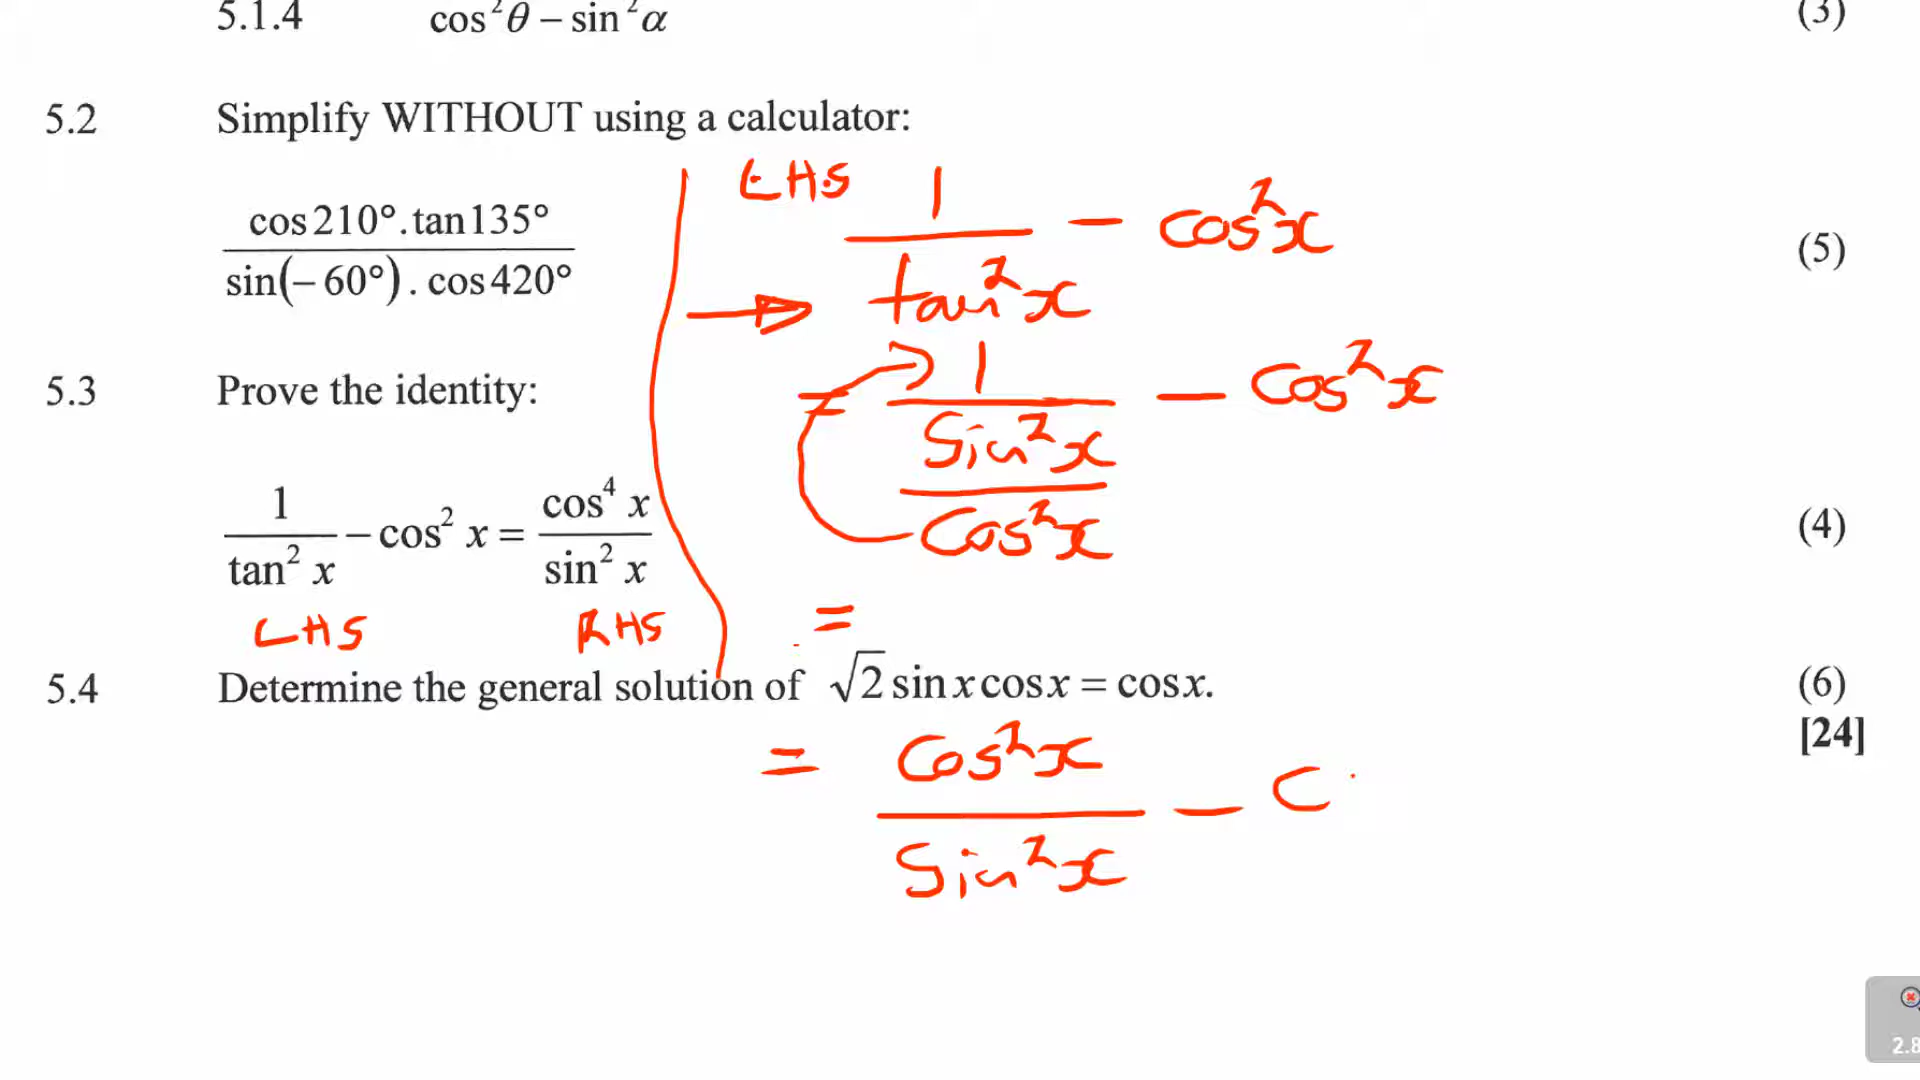 5.1.4 cos²θ − sin²α (3)
5.2 Simplify WITHOUT using a calculator:
cos 210°.tan 135°
sin(−60°). cos 420° (5)
5.3 Prove the identity:
1/tan² x − cos² x = cos⁴ x/sin² x (4)
LHS RHS
LHS 1/tan²x − cos²x
= 1/(Sin²x/Cos²x) − Cos²x
=
5.4 Determine the general solution of √2 sin x cos x = cos x. (6)
[24]
= Cos²x/Sin²x − C
2.8